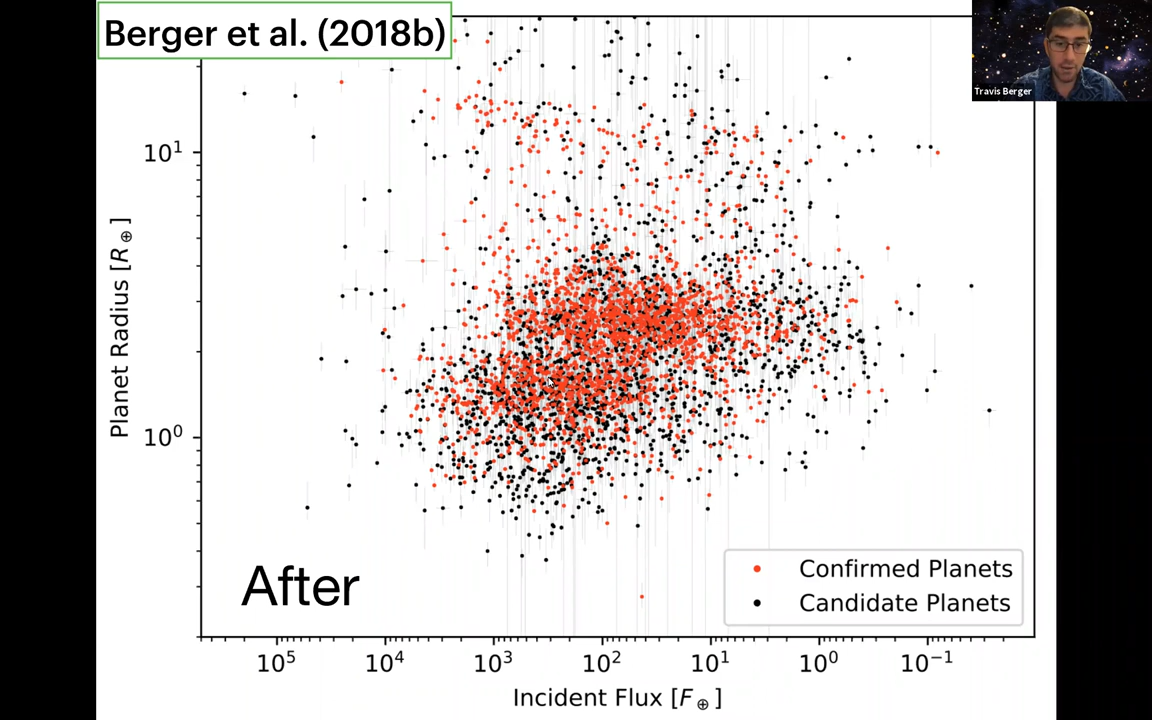 Berger et al. (2018b)
Travis Berger
10¹
Planet Radius [R⊕]
10⁰
After
Confirmed Planets
Candidate Planets
10⁵ 10⁴ 10³ 10² 10¹ 10⁰ 10⁻¹
Incident Flux [F⊕]